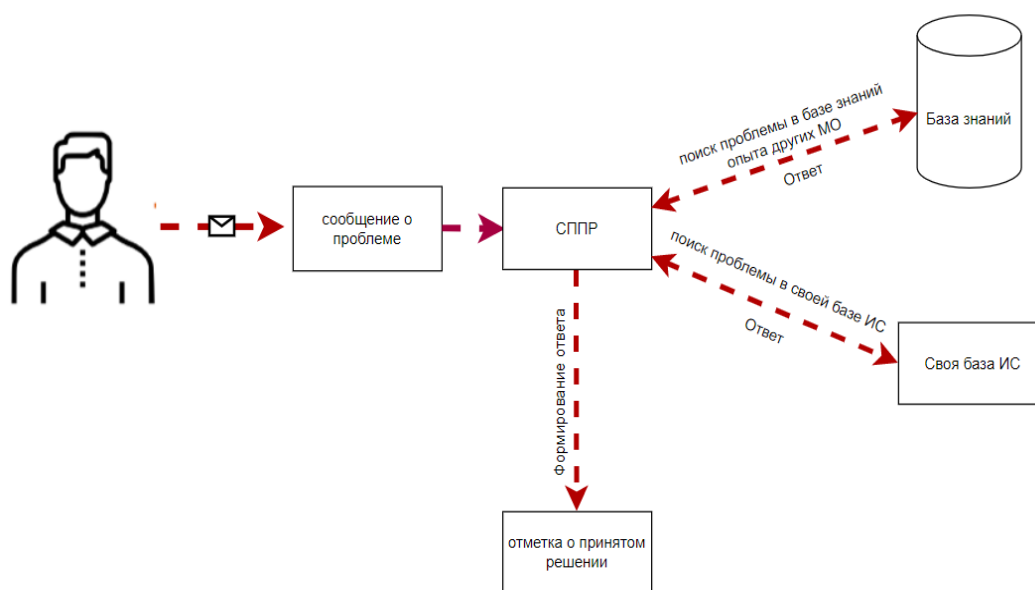 сообщение о
проблеме
СППР
поиск проблемы в базе знаний
опыта других МО
Ответ
База знаний
поиск проблемы в своей базе ИС
Ответ
Своя база ИС
Формирование ответа
отметка о принятом
решении